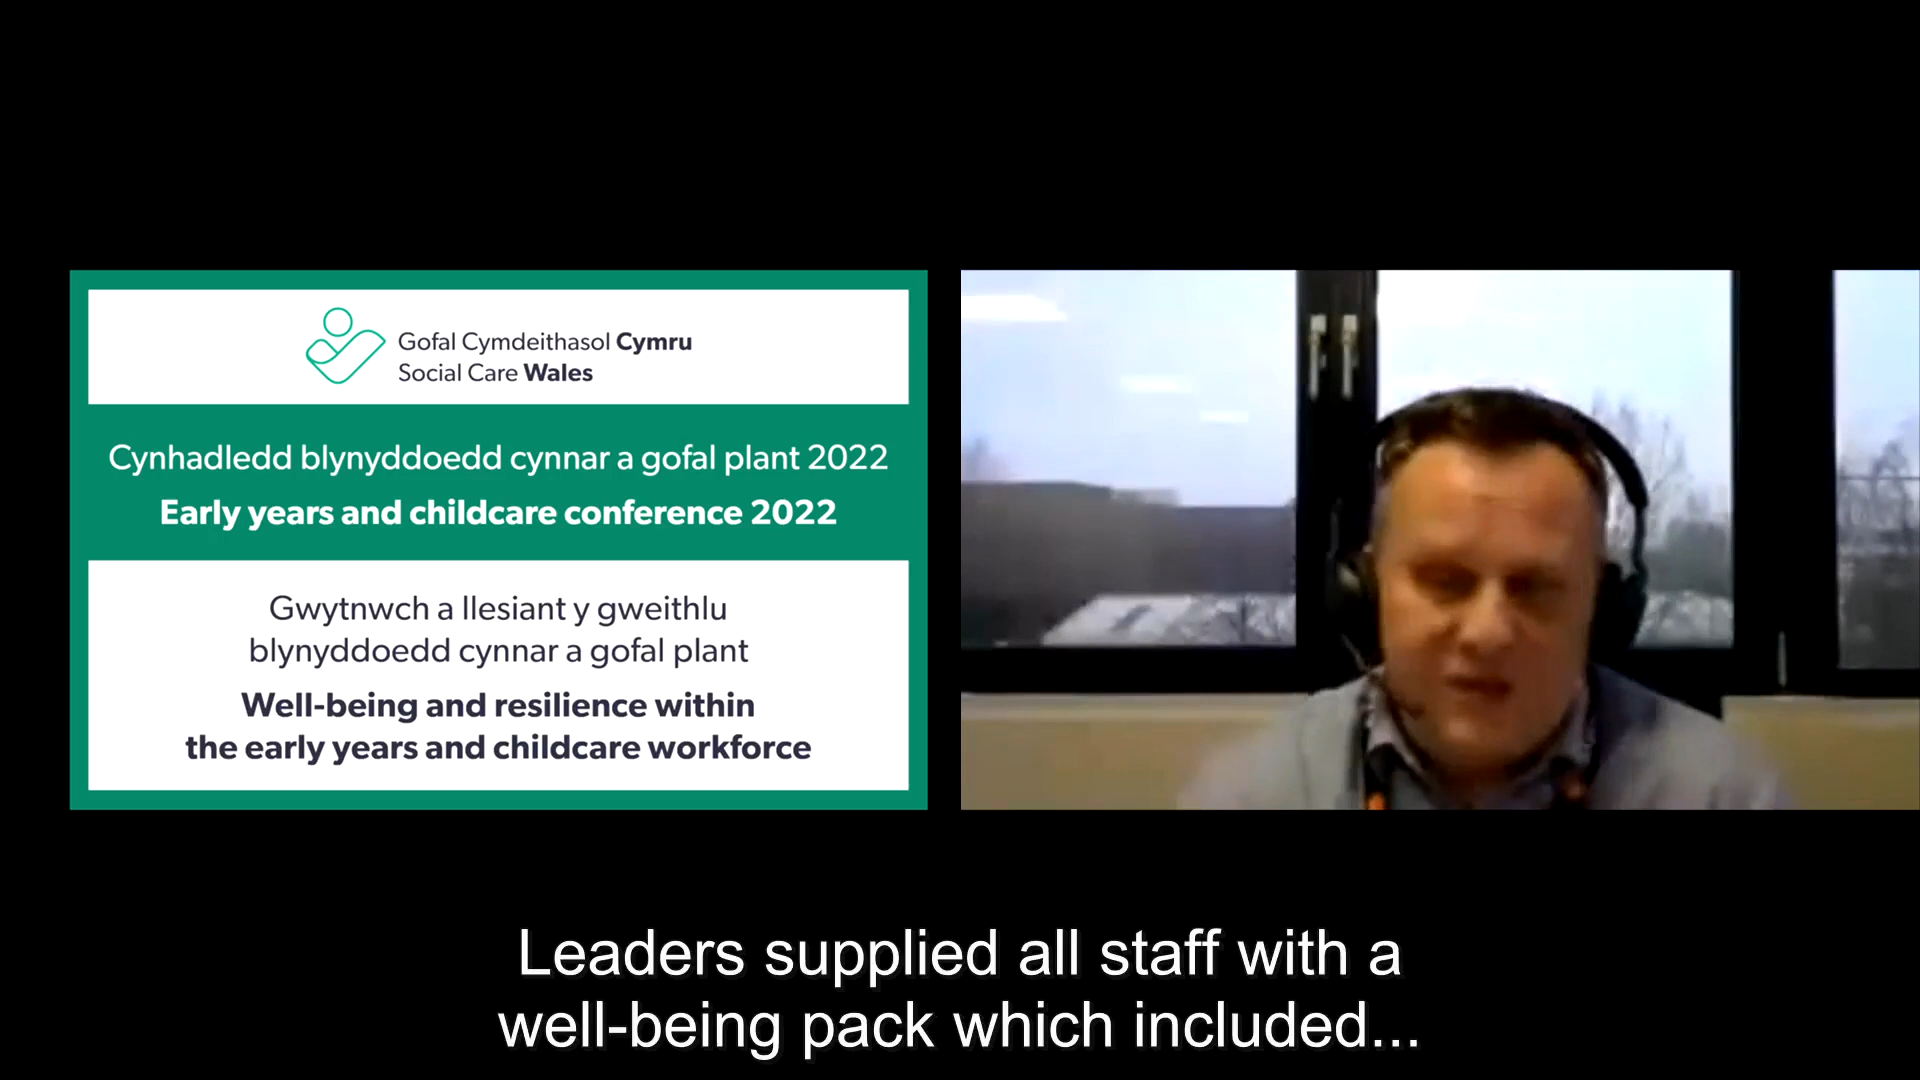 Gofal Cymdeithasol Cymru
Social Care Wales
Cynhadledd blynyddoedd cynnar a gofal plant 2022
Early years and childcare conference 2022
Gwytnwch a llesiant y gweithlu
blynyddoedd cynnar a gofal plant
Well-being and resilience within
the early years and childcare workforce
Leaders supplied all staff with a
well-being pack which included...